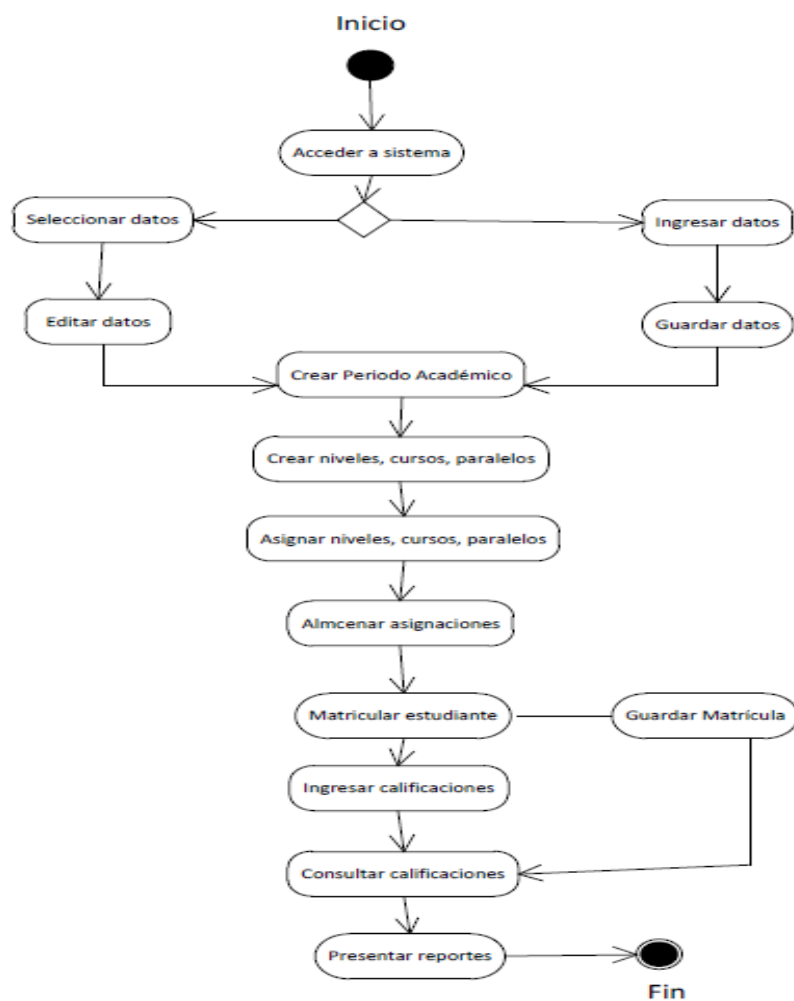 Inicio
Acceder a sistema
Seleccionar datos
Ingresar datos
Editar datos
Guardar datos
Crear Periodo Académico
Crear niveles, cursos, paralelos
Asignar niveles, cursos, paralelos
Almcenar asignaciones
Matricular estudiante
Guardar Matrícula
Ingresar calificaciones
Consultar calificaciones
Presentar reportes
Fin